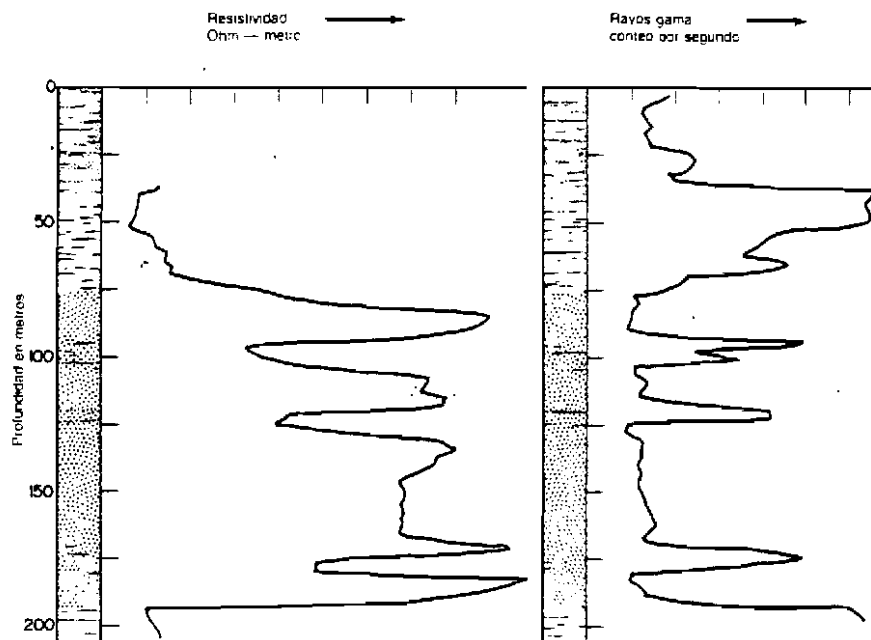 Resistividad
Ohm — metro
Rayos gama
conteo por segundo
0
50
100
150
200
Profundidad en metros